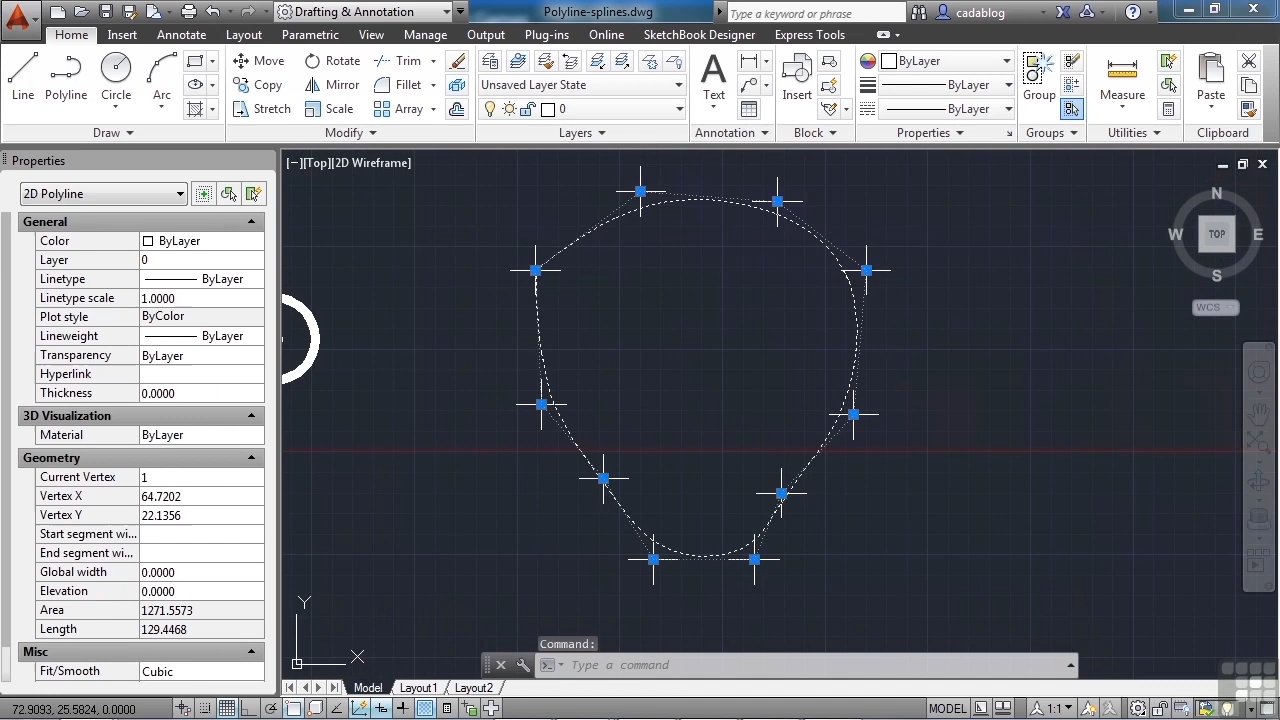 Drafting & Annotation
Polyline-splines.dwg
Type a keyword or phrase
cadablog
Home Insert Annotate Layout Parametric View Manage Output Plug-ins Online SketchBook Designer Express Tools
Line Polyline Circle Arc
Move Rotate Trim
Copy Mirror Fillet
Stretch Scale Array
Unsaved Layer State
0
Text
Insert
ByLayer
ByLayer
ByLayer
Group
Measure
Paste
Draw Modify Layers Annotation Block Properties Groups Utilities Clipboard
Properties
2D Polyline
General
Color ByLayer
Layer 0
Linetype ByLayer
Linetype scale 1.0000
Plot style ByColor
Lineweight ByLayer
Transparency ByLayer
Hyperlink
Thickness 0.0000
3D Visualization
Material ByLayer
Geometry
Current Vertex 1
Vertex X 64.7202
Vertex Y 22.1356
Start segment wi...
End segment wi...
Global width 0.0000
Elevation 0.0000
Area 1271.5573
Length 129.4468
Misc
Fit/Smooth Cubic
[−][Top][2D Wireframe]
N
W TOP E
S
WCS
Y
X
Command:
Type a command
Model Layout1 Layout2
72.9093, 25.5824, 0.0000
MODEL
1:1